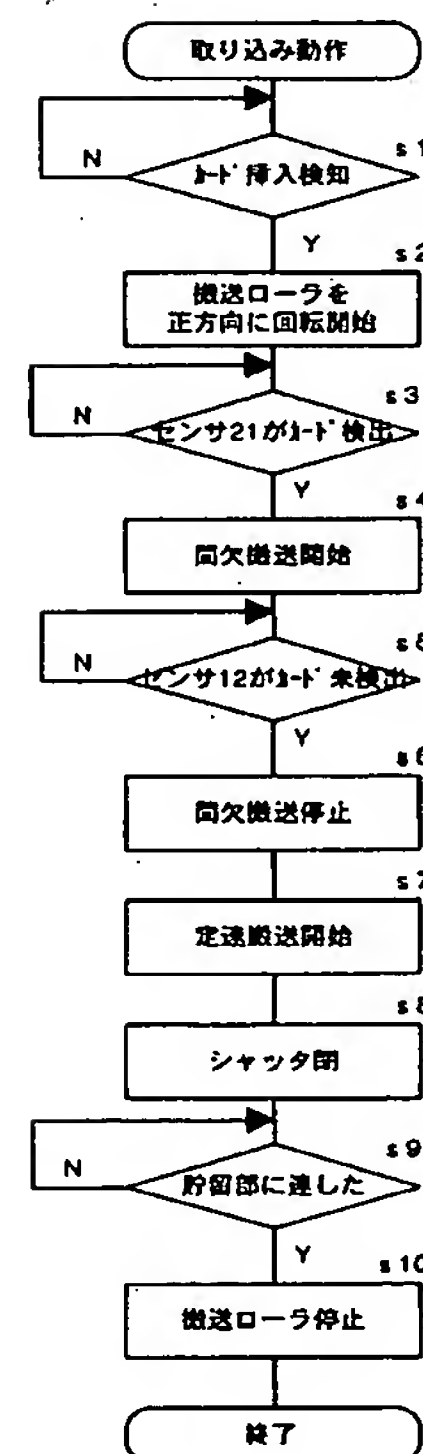 取り込み動作
s1
N
ｶｰﾄﾞ挿入検知
Y
s2
搬送ローラを
正方向に回転開始
s3
N
センサ21がｶｰﾄﾞ検出
Y
s4
間欠搬送開始
s5
N
センサ12がｶｰﾄﾞ未検出
Y
s6
間欠搬送停止
s7
定速搬送開始
s8
シャッタ閉
s9
N
貯留部に達した
Y
s10
搬送ローラ停止
終了